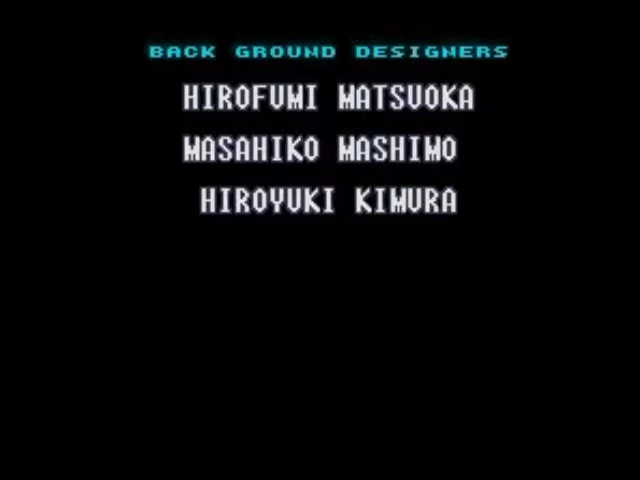 BACK GROUND DESIGNERS
HIROFUMI MATSUOKA
MASAHIKO MASHIMO
HIROYUKI KIMURA